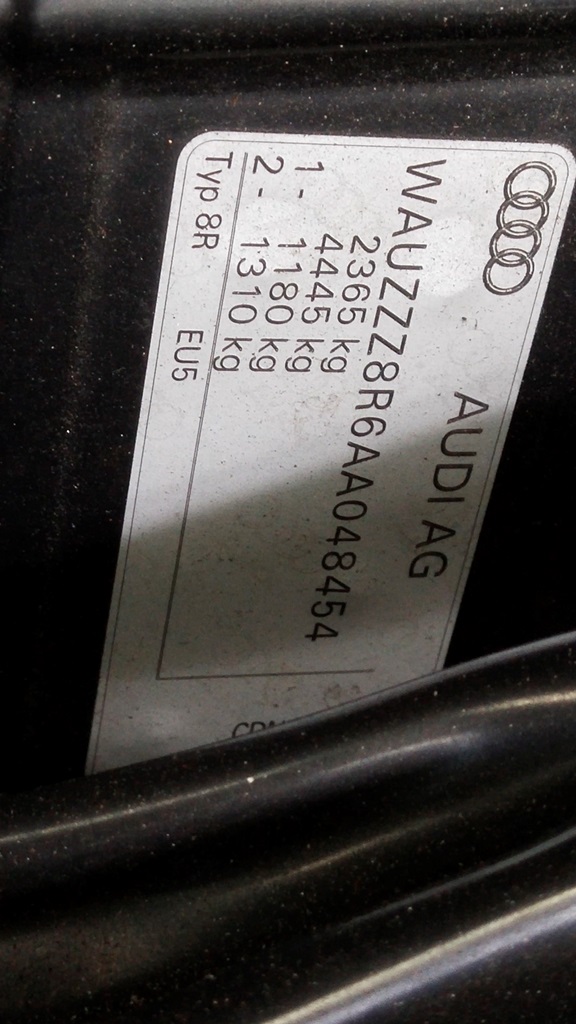 AUDI AG
WAUZZZ8R6AA048454
2365 kg
4445 kg
1 - 1180 kg
2 - 1310 kg
Typ 8R EU5